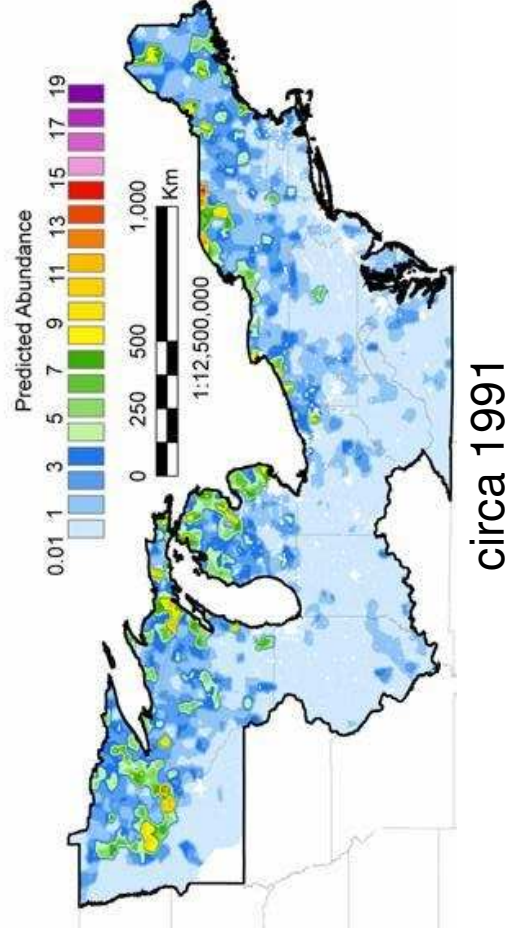 Predicted Abundance
0.01 1 3 5 7 9 11 13 15 17 19
0 250 500 1,000
Km
1:12,500,000
circa 1991